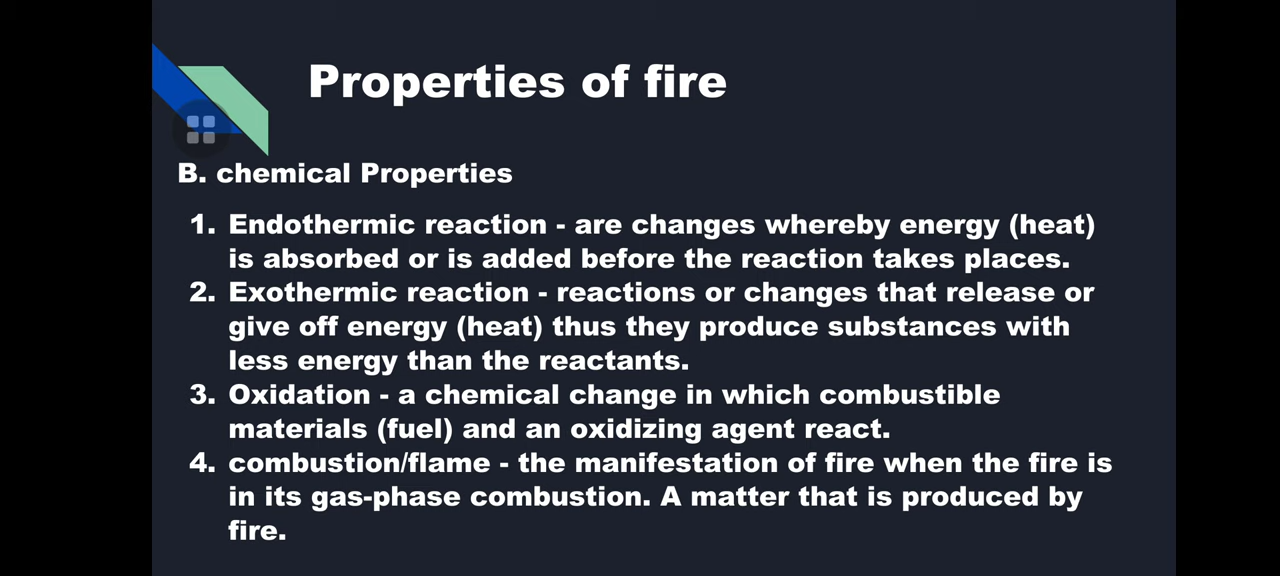 Properties of fire
B. chemical Properties
1. Endothermic reaction - are changes whereby energy (heat)
is absorbed or is added before the reaction takes places.
2. Exothermic reaction - reactions or changes that release or
give off energy (heat) thus they produce substances with
less energy than the reactants.
3. Oxidation - a chemical change in which combustible
materials (fuel) and an oxidizing agent react.
4. combustion/flame - the manifestation of fire when the fire is
in its gas-phase combustion. A matter that is produced by
fire.